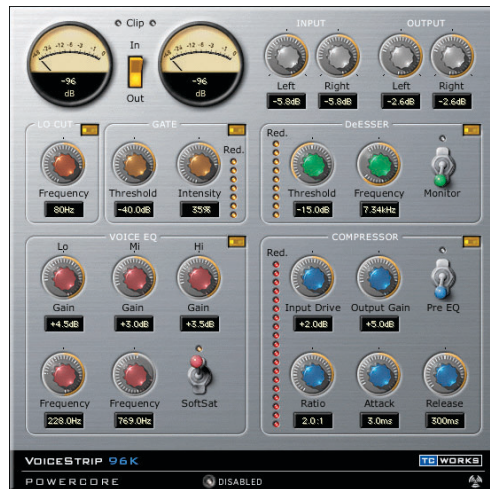 Clip
INPUT OUTPUT
In
-96 dB
-96 dB
Out
Left Right Left Right
-5.8dB -5.8dB -2.6dB -2.6dB
LO CUT GATE DeESSER
Red. Red.
Frequency Threshold Intensity Threshold Frequency Monitor
80Hz -40.0dB 35% -15.0dB 7.34kHz
VOICE EQ COMPRESSOR
Lo Mi Hi Red.
Gain Gain Gain Input Drive Output Gain Pre EQ
+4.5dB +3.0dB +3.5dB +2.0dB +5.0dB
Frequency Frequency SoftSat Ratio Attack Release
228.0Hz 769.0Hz 2.0:1 3.0ms 300ms
VOICESTRIP 96K TC WORKS
POWERCORE DISABLED